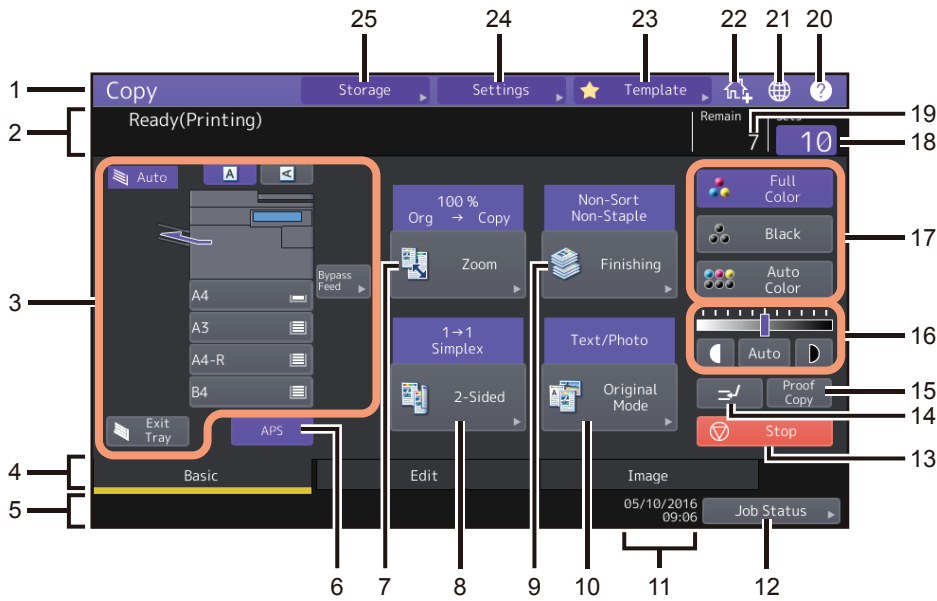 25 24 23 22 21 20
1 Copy Storage Settings Template ?
2 Ready(Printing) Remain Sets 19
7 10 18
Auto A A
100 %
Org → Copy
Non-Sort
Non-Staple
Full
Color
Black 17
Auto
Color
Zoom
Finishing
Bypass
Feed
3
A4
A3
A4-R
B4
1→1
Simplex
Text/Photo
16
Auto
2-Sided
Original
Mode
Proof
Copy
15
14
Exit
Tray
APS
Stop
13
4 Basic Edit Image
5 05/10/2016
09:06
Job Status
6 7 8 9 10 11 12